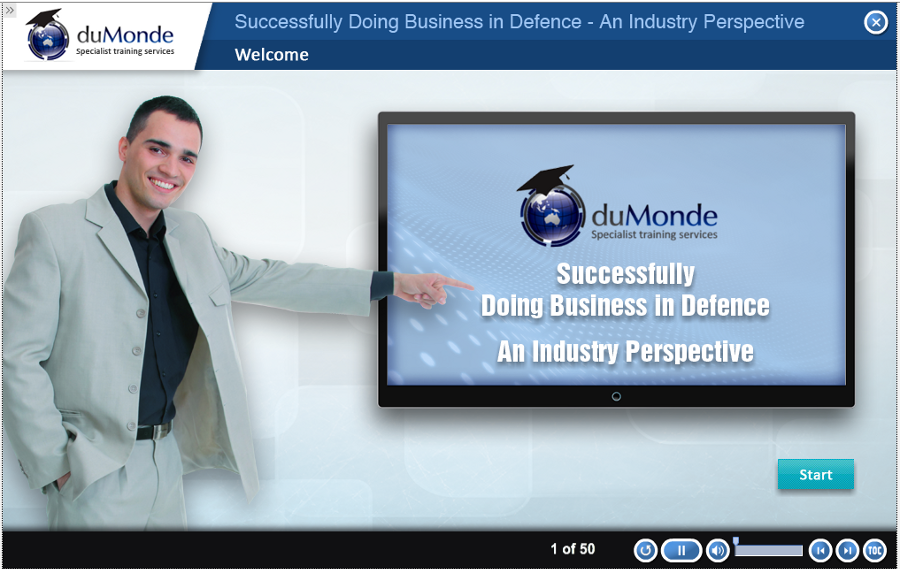 duMonde
Specialist training services
Successfully Doing Business in Defence - An Industry Perspective
Welcome
duMonde
Specialist training services
Successfully
Doing Business in Defence
An Industry Perspective
Start
1 of 50
TOC